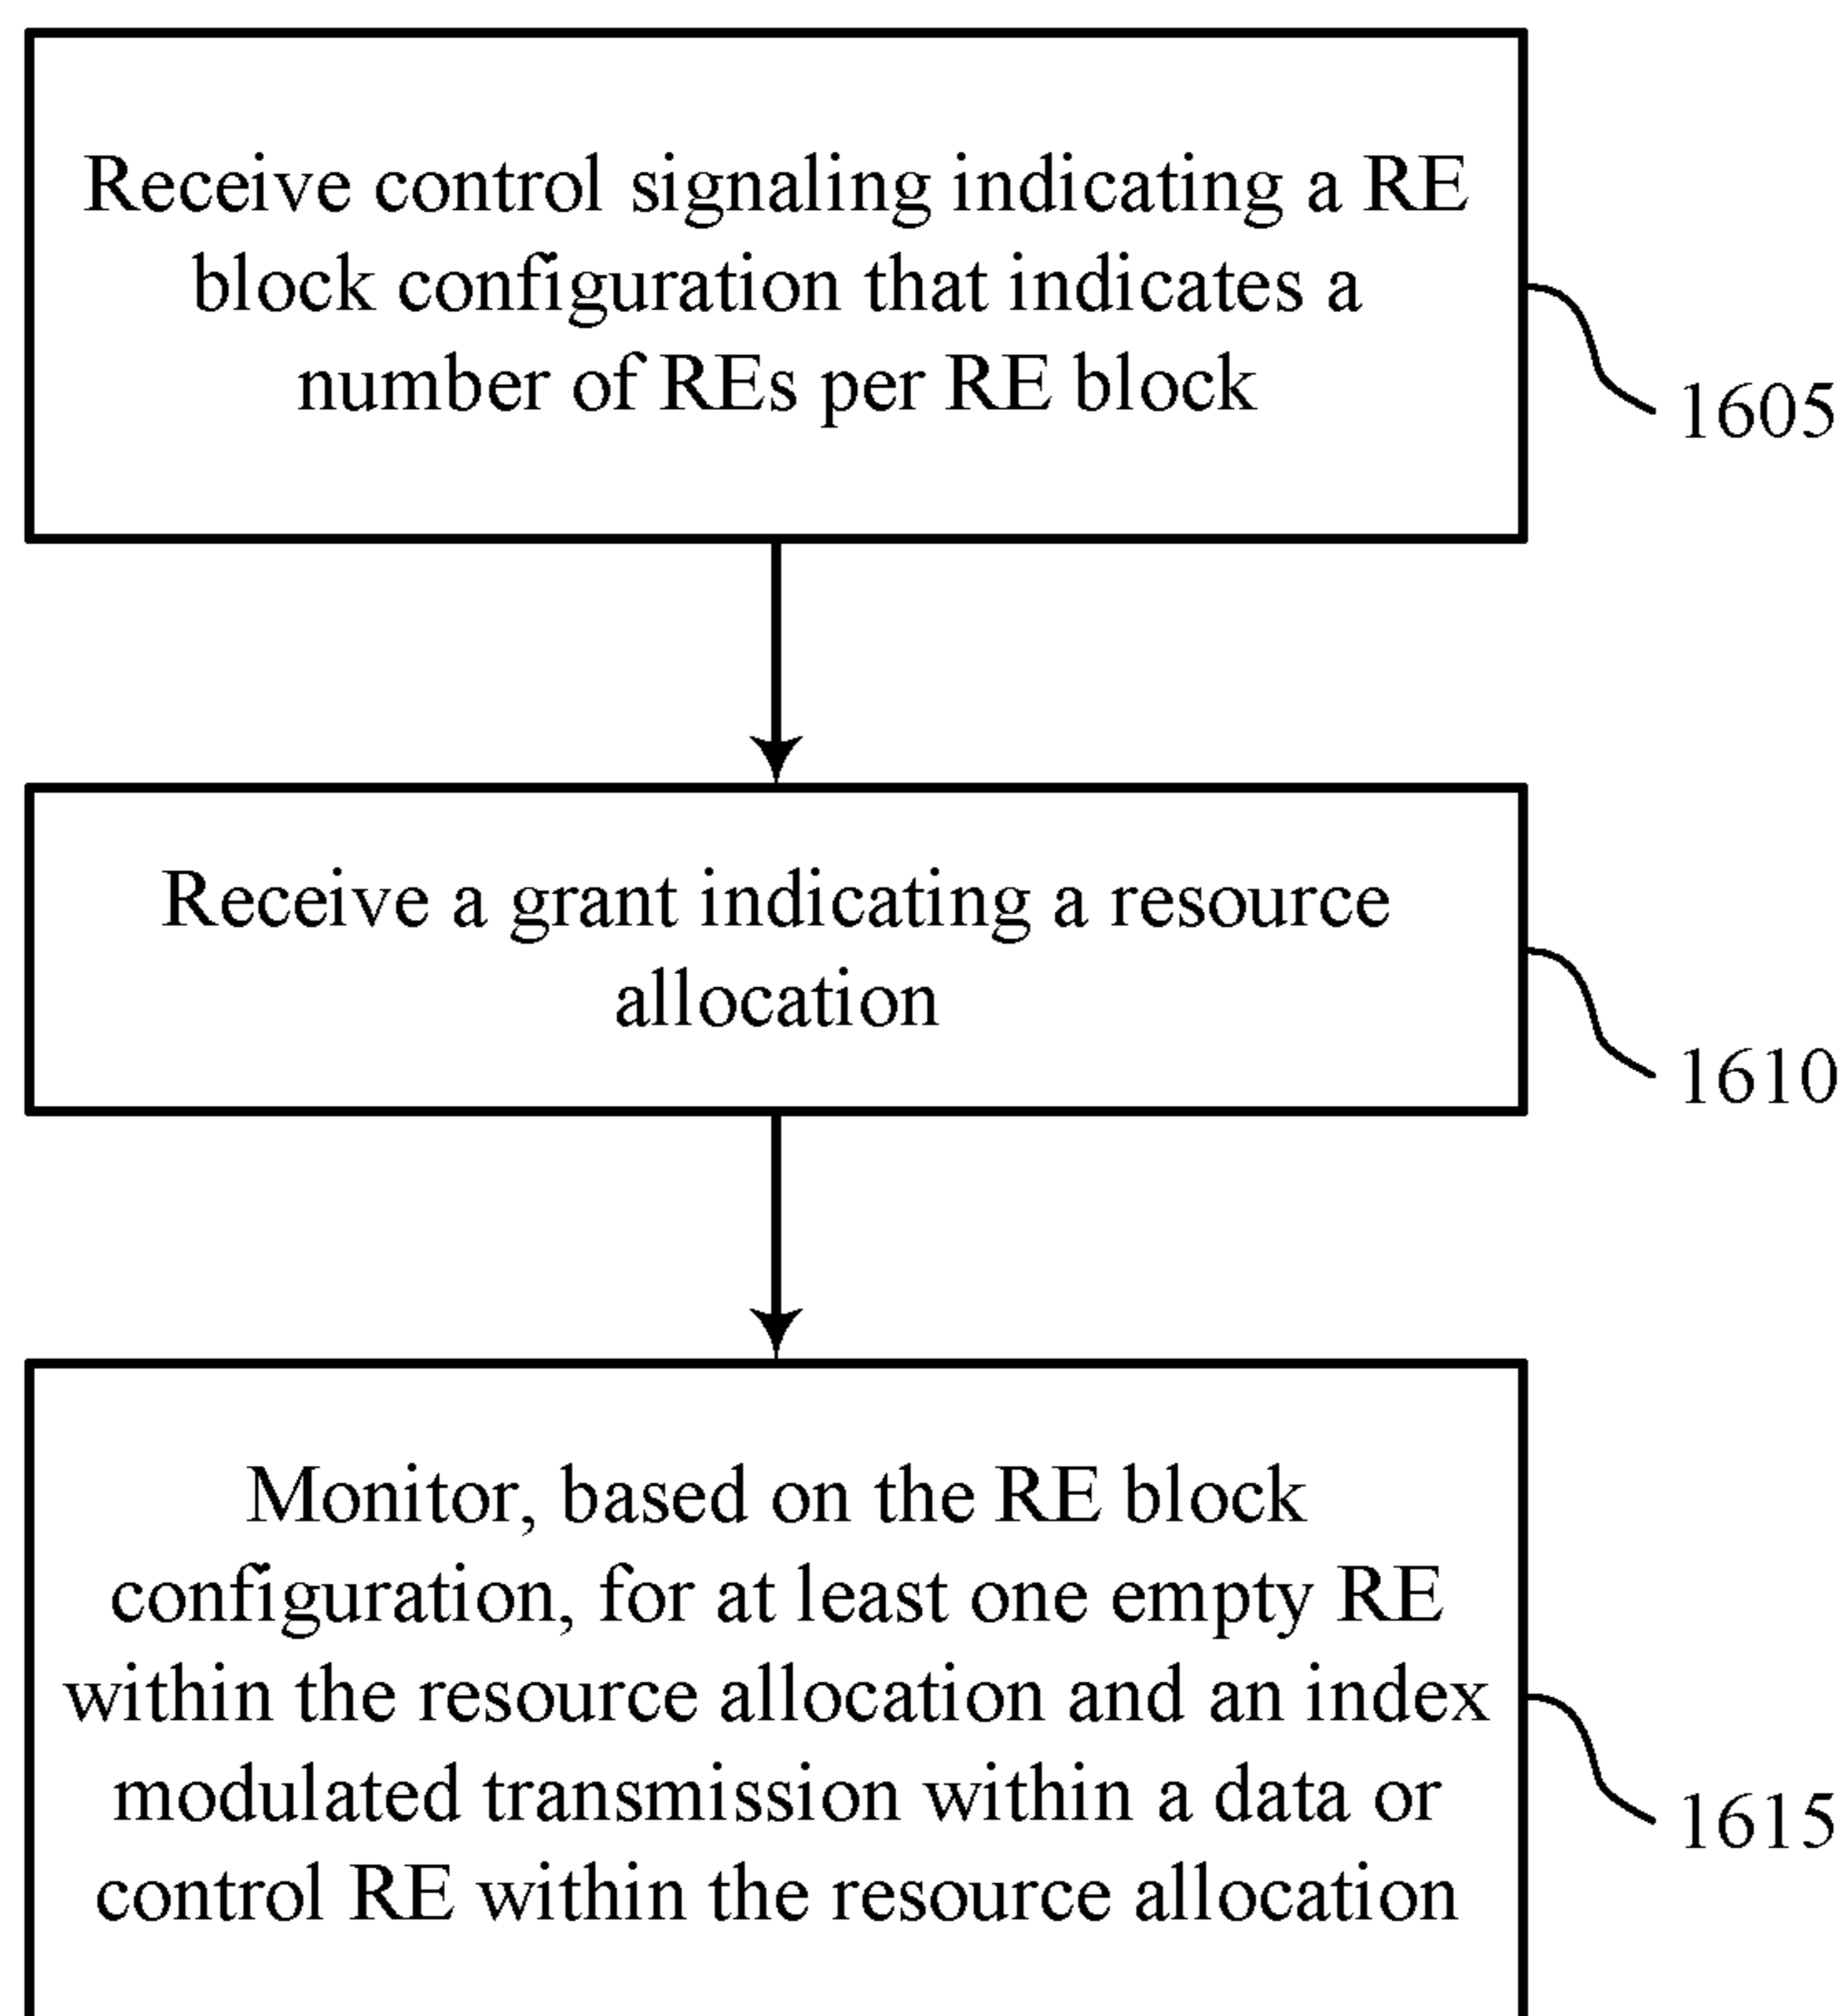 Receive control signaling indicating a RE
block configuration that indicates a
number of REs per RE block
1605
Receive a grant indicating a resource
allocation
1610
Monitor, based on the RE block
configuration, for at least one empty RE
within the resource allocation and an index
modulated transmission within a data or
control RE within the resource allocation
1615